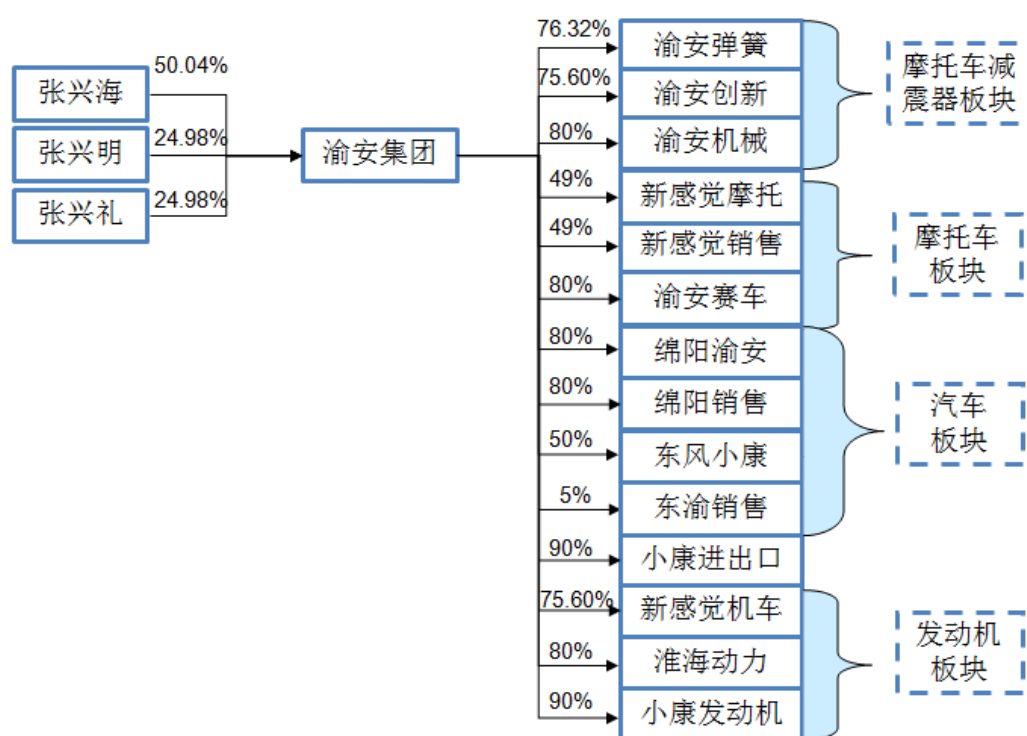 张兴海
50.04%
张兴明
24.98%
张兴礼
24.98%
渝安集团
76.32%
渝安弹簧
75.60%
渝安创新
80%
渝安机械
49%
新感觉摩托
49%
新感觉销售
80%
渝安赛车
80%
绵阳渝安
80%
绵阳销售
50%
东风小康
5%
东渝销售
90%
小康进出口
75.60%
新感觉机车
80%
淮海动力
90%
小康发动机
摩托车减
震器板块
摩托车
板块
汽车
板块
发动机
板块